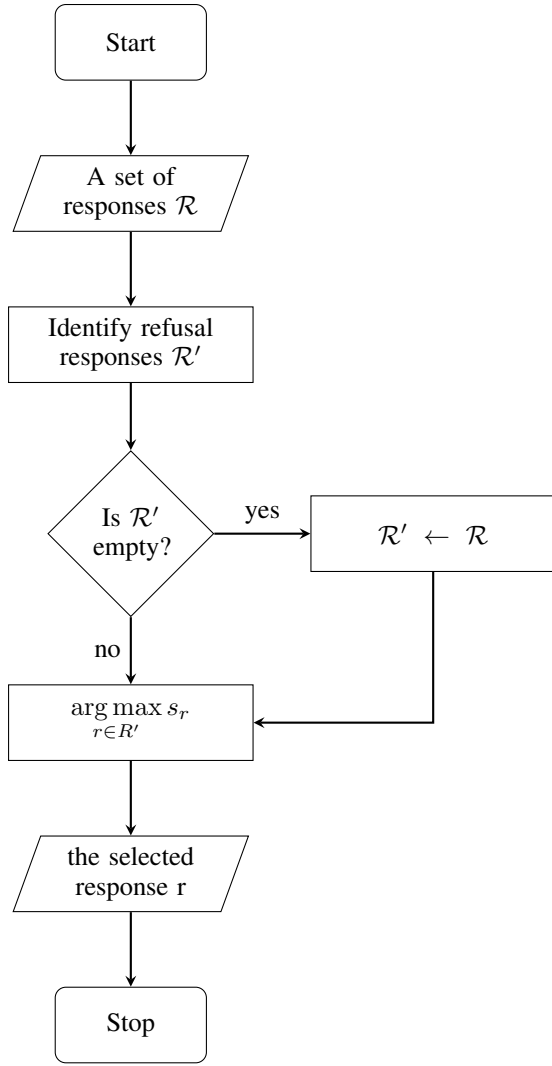 Start
A set of
responses ℛ
Identify refusal
responses ℛ′
Is ℛ′
empty?
yes
ℛ′ ← ℛ
no
arg max s_r
r∈R′
the selected
response r
Stop